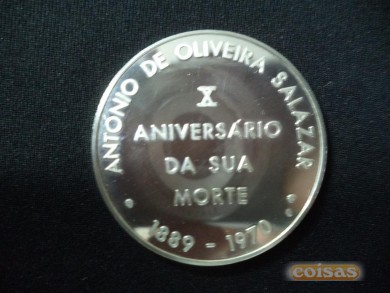 ANTÓNIO DE OLIVEIRA SALAZAR
X
ANIVERSÁRIO
DA SUA
MORTE
• 1889 - 1970 •
coisas